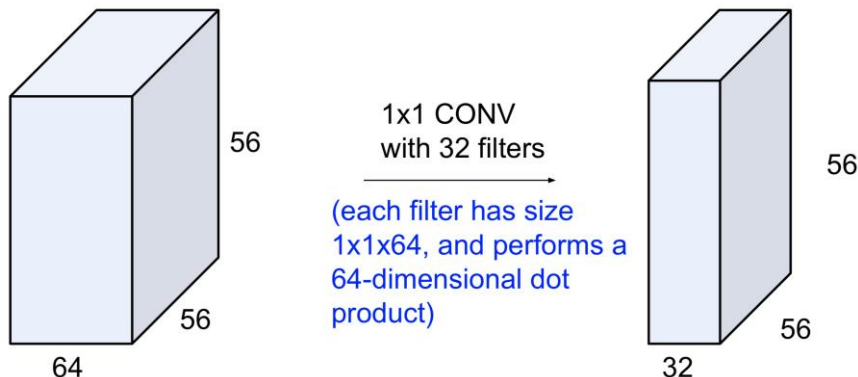 56
56
64
1x1 CONV
with 32 filters
(each filter has size
1x1x64, and performs a
64-dimensional dot
product)
56
56
32